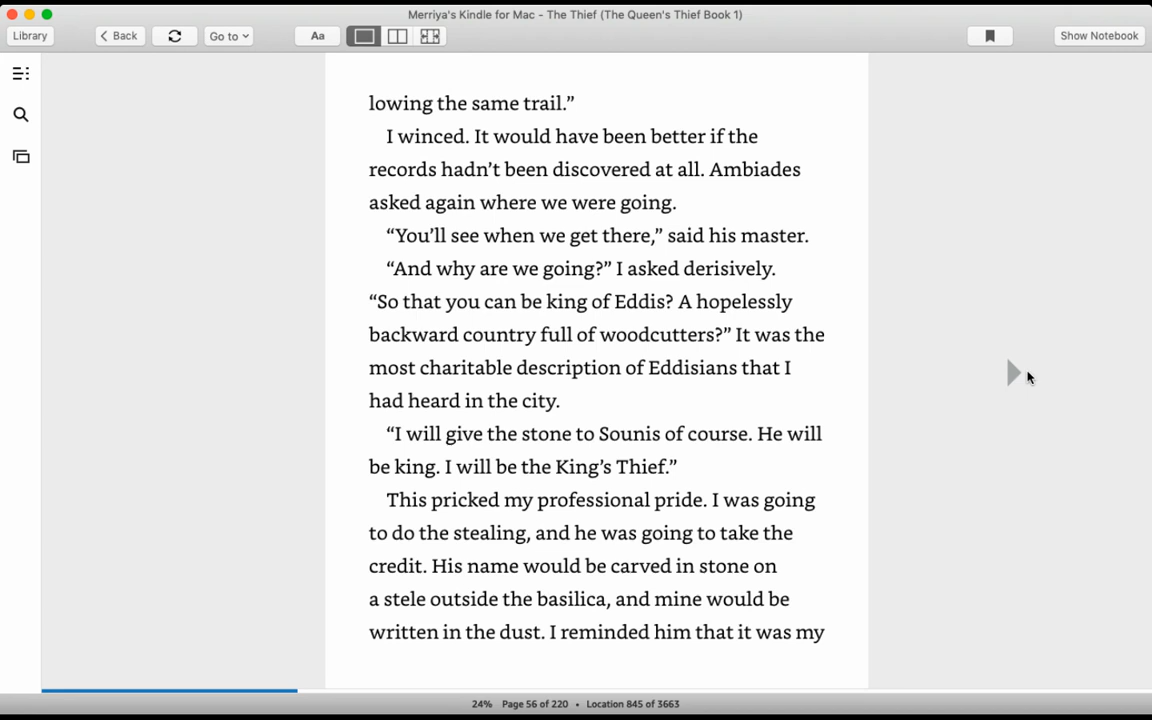 Merriya's Kindle for Mac - The Thief (The Queen's Thief Book 1)
Library
Back
Go to
Aa
Show Notebook
lowing the same trail.”
I winced. It would have been better if the
records hadn’t been discovered at all. Ambiades
asked again where we were going.
“You’ll see when we get there,” said his master.
“And why are we going?” I asked derisively.
“So that you can be king of Eddis? A hopelessly
backward country full of woodcutters?” It was the
most charitable description of Eddisians that I
had heard in the city.
“I will give the stone to Sounis of course. He will
be king. I will be the King’s Thief.”
This pricked my professional pride. I was going
to do the stealing, and he was going to take the
credit. His name would be carved in stone on
a stele outside the basilica, and mine would be
written in the dust. I reminded him that it was my
24% Page 56 of 220 • Location 845 of 3663